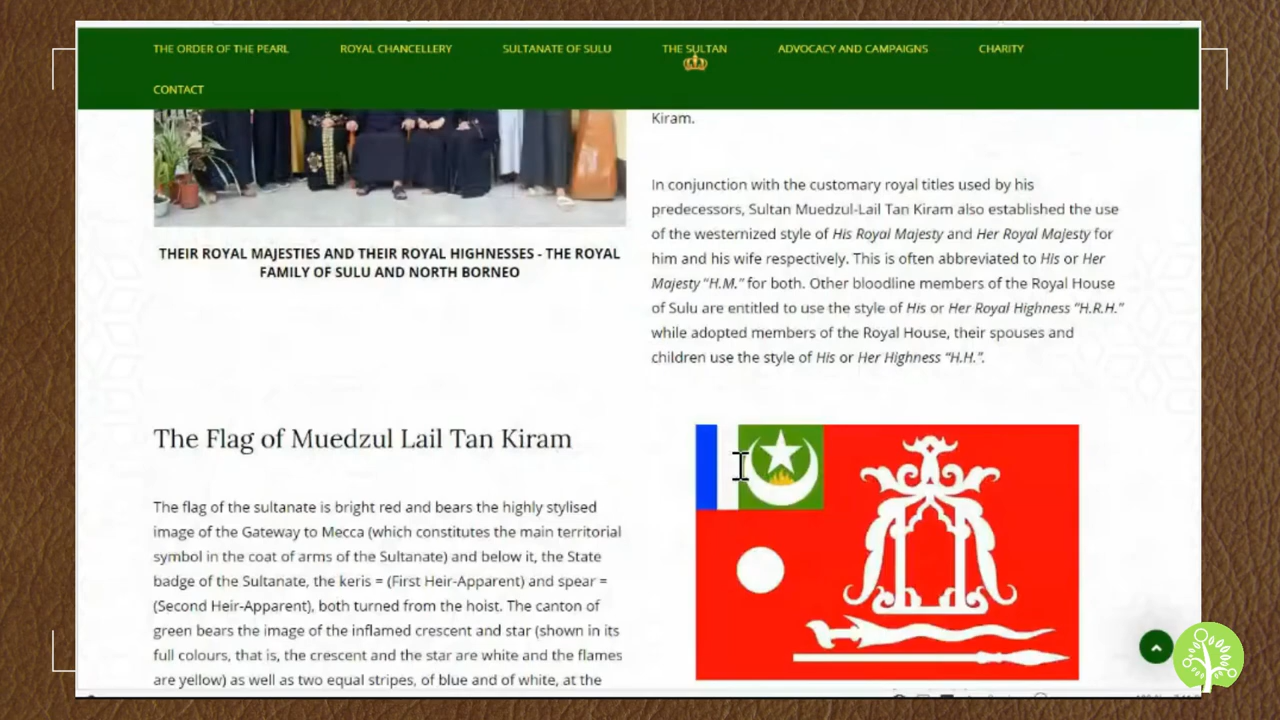 THE ORDER OF THE PEARL
ROYAL CHANCELLERY
SULTANATE OF SULU
THE SULTAN
ADVOCACY AND CAMPAIGNS
CHARITY
CONTACT
THEIR ROYAL MAJESTIES AND THEIR ROYAL HIGHNESSES - THE ROYAL
FAMILY OF SULU AND NORTH BORNEO
Kiram.
In conjunction with the customary royal titles used by his
predecessors, Sultan Muedzul-Lail Tan Kiram also established the use
of the westernized style of His Royal Majesty and Her Royal Majesty for
him and his wife respectively. This is often abbreviated to His or Her
Majesty “H.M.” for both. Other bloodline members of the Royal House
of Sulu are entitled to use the style of His or Her Royal Highness “H.R.H.”
while adopted members of the Royal House, their spouses and
children use the style of His or Her Highness “H.H.”.
The Flag of Muedzul Lail Tan Kiram
The flag of the sultanate is bright red and bears the highly stylised
image of the Gateway to Mecca (which constitutes the main territorial
symbol in the coat of arms of the Sultanate) and below it, the State
badge of the Sultanate, the keris = (First Heir-Apparent) and spear =
(Second Heir-Apparent), both turned from the hoist. The canton of
green bears the image of the inflamed crescent and star (shown in its
full colours, that is, the crescent and the star are white and the flames
are yellow) as well as two equal stripes, of blue and of white, at the